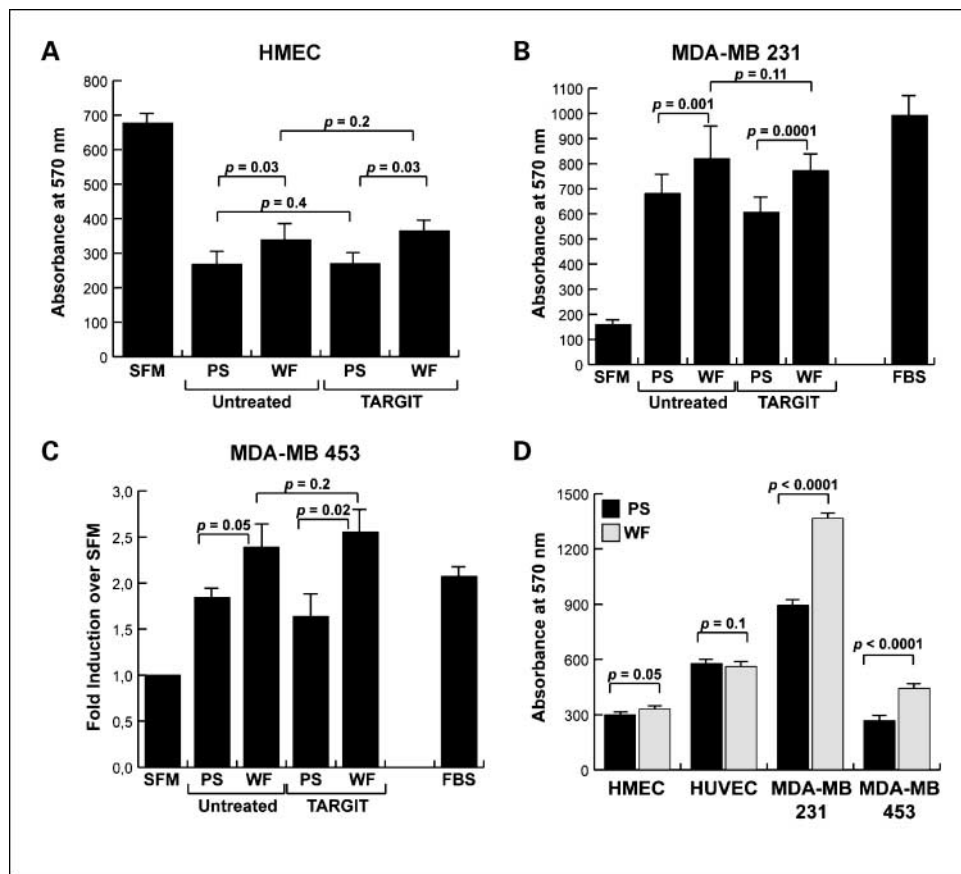 A
HMEC
Absorbance at 570 nm
800
700
600
500
400
300
200
100
0
p = 0.2
p = 0.03
p = 0.03
p = 0.4
SFM PS WF PS WF
Untreated TARGIT
B
MDA-MB 231
Absorbance at 570 nm
1000
1100
900
800
700
600
500
400
300
200
100
p = 0.11
p = 0.001
p = 0.0001
SFM PS WF PS WF FBS
Untreated TARGIT
C
MDA-MB 453
Fold Induction over SFM
3,0
2,5
2,0
1,5
1,0
0,5
0,0
p = 0.2
p = 0.02
p = 0.05
SFM PS WF PS WF FBS
Untreated TARGIT
D
Absorbance at 570 nm
1500
1200
900
600
300
0
PS
WF
p < 0.0001
p = 0.1
p < 0.0001
p = 0.05
HMEC HUVEC MDA-MB MDA-MB
231 453